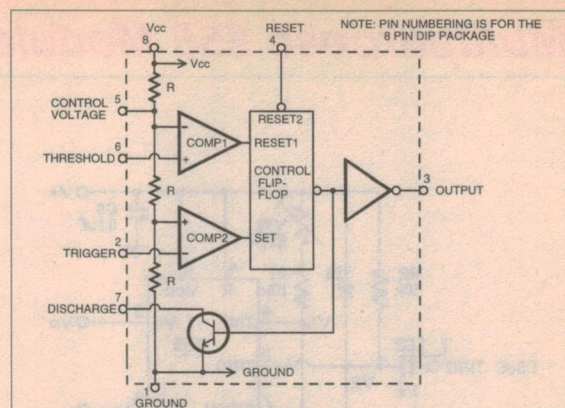 NOTE: PIN NUMBERING IS FOR THE
8 PIN DIP PACKAGE
Vcc
8
RESET
4
Vcc
R
CONTROL
VOLTAGE
5
RESET2
COMP1
RESET1
6
THRESHOLD
CONTROL
FLIP-
FLOP
R
3
OUTPUT
COMP2
SET
2
TRIGGER
R
7
DISCHARGE
GROUND
1
GROUND